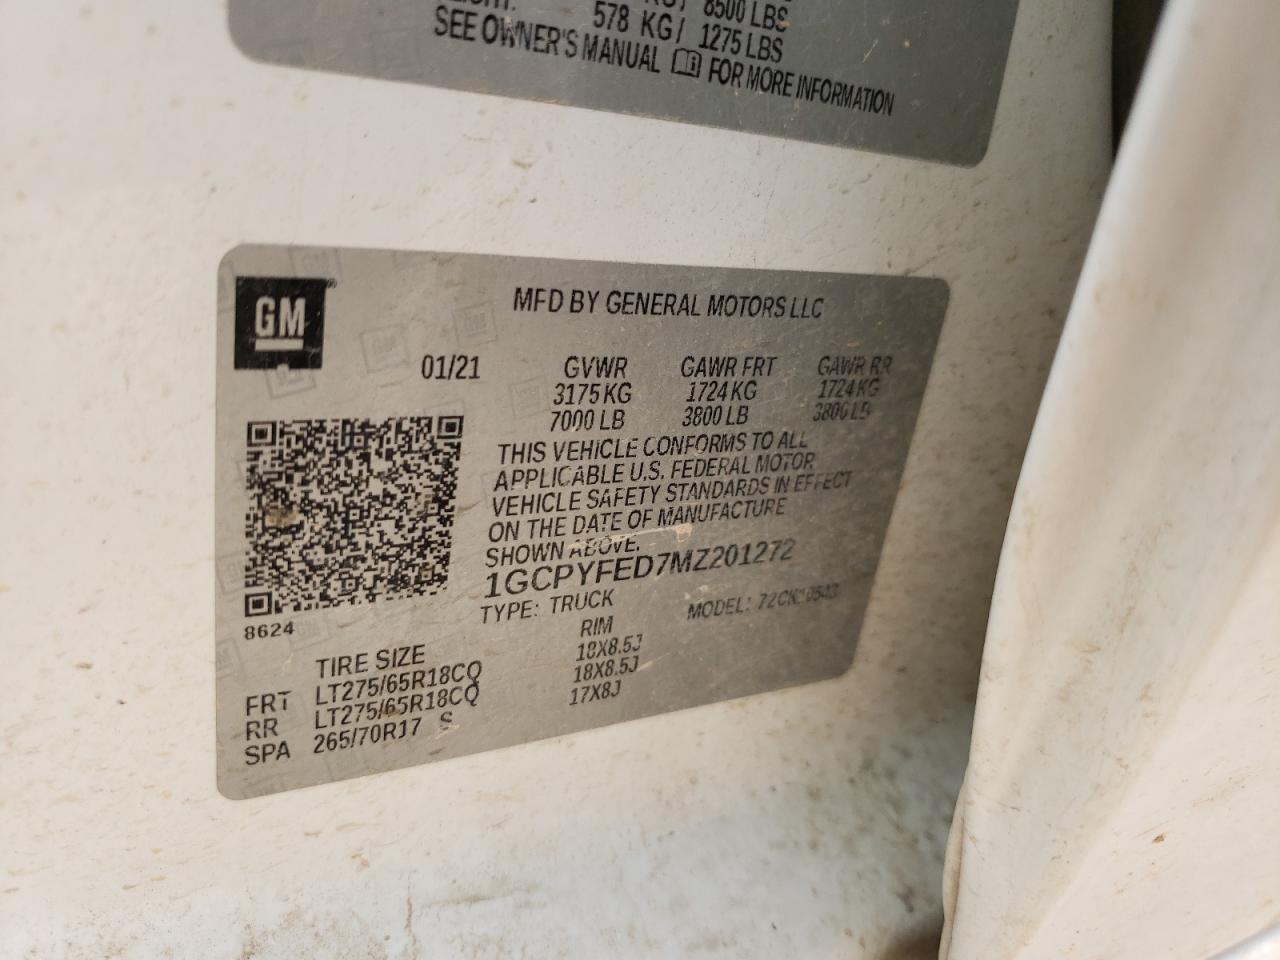 8500 LBS
578 KG/ 1275 LBS
SEE OWNER'S MANUAL FOR MORE INFORMATION
GM
MFD BY GENERAL MOTORS LLC
01/21 GVWR GAWR FRT GAWR RR
3175 KG 1724 KG 1724 KG
7000 LB 3800 LB 3800 LB
THIS VEHICLE CONFORMS TO ALL
APPLICABLE U.S. FEDERAL MOTOR
VEHICLE SAFETY STANDARDS IN EFFECT
ON THE DATE OF MANUFACTURE
SHOWN ABOVE.
1GCPYFED7MZ201272
TYPE: TRUCK MODEL:
8624
TIRE SIZE RIM
FRT LT275/65R18CQ 18X8.5J
RR LT275/65R18CQ 18X8.5J
SPA 265/70R17 S 17X8J